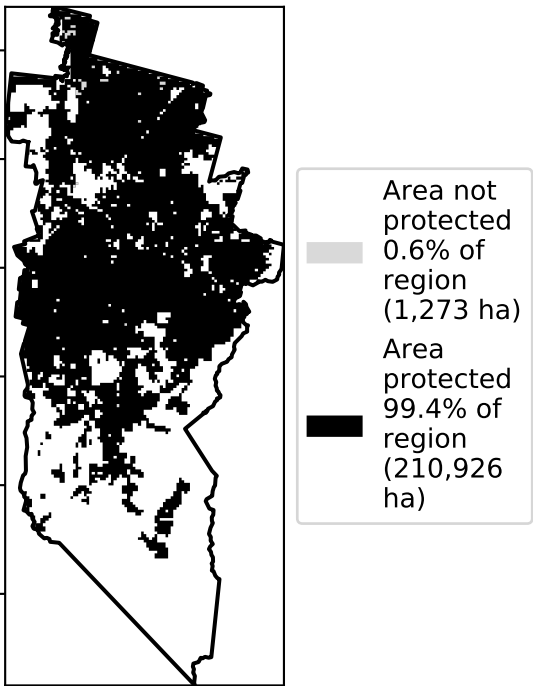 Area not
protected
0.6% of
region
(1,273 ha)
Area
protected
99.4% of
region
(210,926
ha)